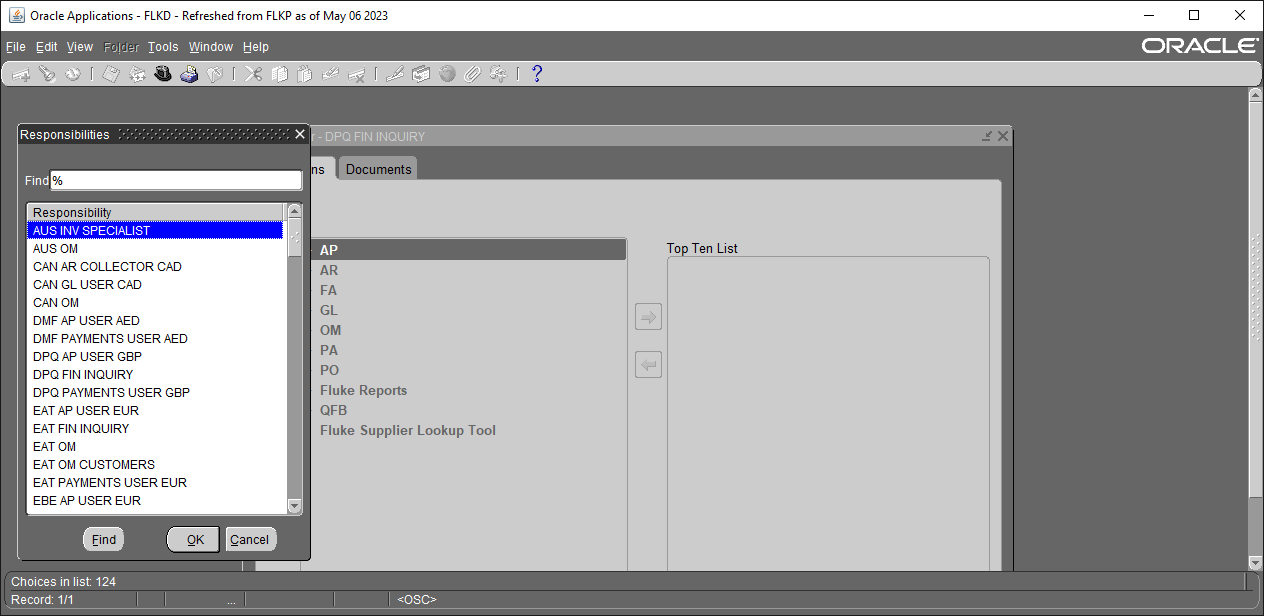 Oracle Applications - FLKD - Refreshed from FLKP as of May 06 2023
File Edit View Folder Tools Window Help
ORACLE
Responsibilities
- DPQ FIN INQUIRY
ns
Documents
Find %
Responsibility
AUS INV SPECIALIST
AUS OM
CAN AR COLLECTOR CAD
CAN GL USER CAD
CAN OM
DMF AP USER AED
DMF PAYMENTS USER AED
DPQ AP USER GBP
DPQ FIN INQUIRY
DPQ PAYMENTS USER GBP
EAT AP USER EUR
EAT FIN INQUIRY
EAT OM
EAT OM CUSTOMERS
EAT PAYMENTS USER EUR
EBE AP USER EUR
Find
OK
Cancel
AP
AR
FA
GL
OM
PA
PO
Fluke Reports
QFB
Fluke Supplier Lookup Tool
Top Ten List
Choices in list: 124
Record: 1/1
...
<OSC>